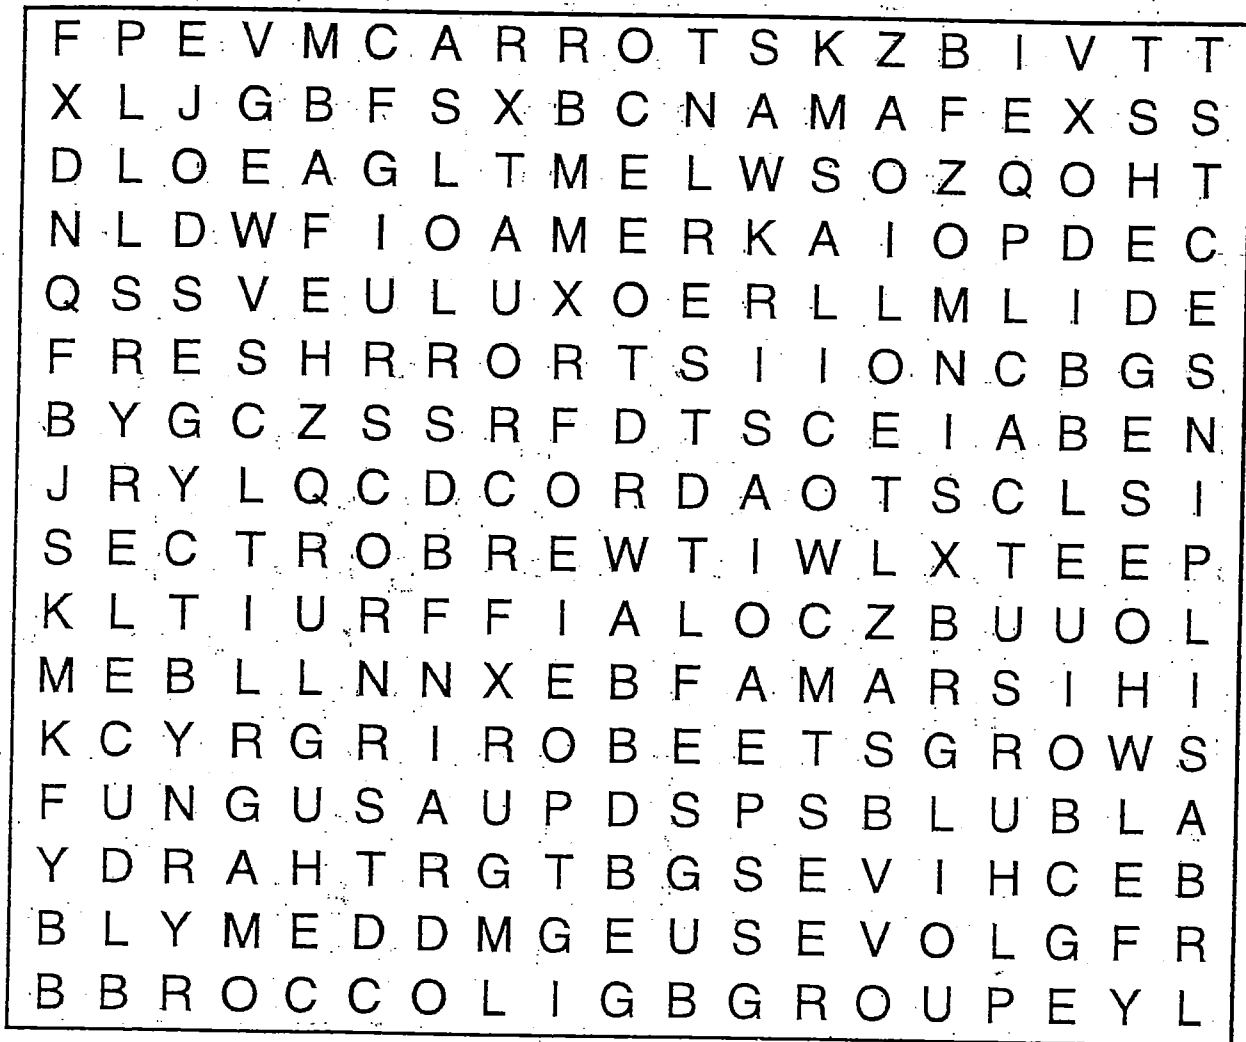 F P E V M C A R R O T S K Z B I V T T
X L J G B F S X B C N A M A F E X S S
D L O E A G L T M E L W S O Z Q O H T
N L D W F I O A M E R K A I O P D E C
Q S S V E U L U X O E R L L M L I D E
F R E S H R R O R T S I I O N C B G S
B Y G C Z S S R F D T S C E I A B E N
J R Y L Q C D C O R D A O T S C L S I
S E C T R O B R E W T I W L X T E E P
K L T I U R F F I A L O C Z B U U O L
M E B L L N N X E B F A M A R S I H I
K C Y R G R I R O B E E T S G R O W S
F U N G U S A U P D S P S B L U B L A
Y D R A H T R G T B G S E V I H C E B
B L Y M E D D M G E U S E V O L G F R
B B R O C C O L I G B G R O U P E Y L